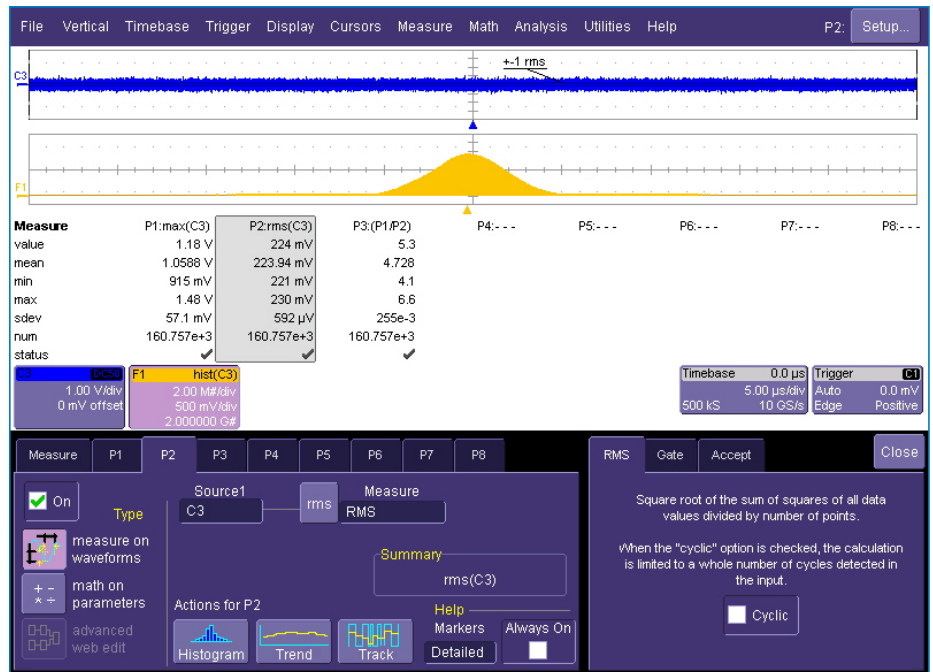 File Vertical Timebase Trigger Display Cursors Measure Math Analysis Utilities Help P2: Setup...
+-1 rms
C3
F1
Measure P1:max(C3) P2:rms(C3) P3:(P1/P2) P4:- - - P5:- - - P6:- - - P7:- - - P8:- - -
value 1.18 V 224 mV 5.3
mean 1.0588 V 223.94 mV 4.728
min 915 mV 221 mV 4.1
max 1.48 V 230 mV 6.6
sdev 57.1 mV 592 µV 255e-3
num 160.757e+3 160.757e+3 160.757e+3
status
C3 F1 hist(C3) Timebase 0.0 µs Trigger C1
1.00 V/div 2.00 M#/div 5.00 µs/div Auto 0.0 mV
0 mV offset 500 mV/div 500 kS 10 GS/s Edge Positive
2.000000 G#
Measure P1 P2 P3 P4 P5 P6 P7 P8 RMS Gate Accept Close
On Type Source1 Measure
C3 rms RMS
measure on
waveforms
math on
parameters
advanced
web edit
Summary
rms(C3)
Actions for P2
Histogram Trend Track
Help
Markers Always On
Detailed
Square root of the sum of squares of all data
values divided by number of points.
When the "cyclic" option is checked, the calculation
is limited to a whole number of cycles detected in
the input.
Cyclic